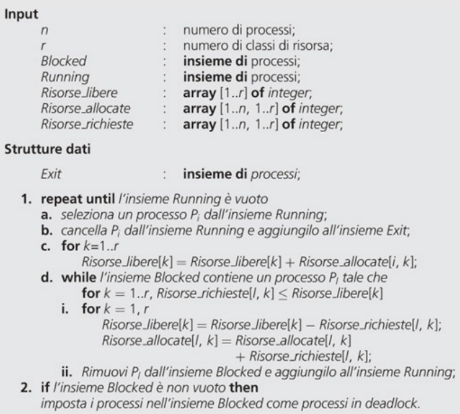 Input
n : numero di processi;
r : numero di classi di risorsa;
Blocked : insieme di processi;
Running : insieme di processi;
Risorse_libere : array [1..r] of integer;
Risorse_allocate : array [1..n, 1..r] of integer;
Risorse_richieste : array [1..n, 1..r] of integer;
Strutture dati
Exit : insieme di processi;
1. repeat until l'insieme Running è vuoto
a. seleziona un processo Pi dall'insieme Running;
b. cancella Pi dall'insieme Running e aggiungilo all'insieme Exit;
c. for k=1..r
Risorse_libere[k] = Risorse_libere[k] + Risorse_allocate[i, k];
d. while l'insieme Blocked contiene un processo Pl tale che
for k = 1..r, Risorse_richieste[l, k] ≤ Risorse_libere[k]
i. for k = 1, r
Risorse_libere[k] = Risorse_libere[k] − Risorse_richieste[l, k];
Risorse_allocate[l, k] = Risorse_allocate[l, k]
+ Risorse_richieste[l, k];
ii. Rimuovi Pl dall'insieme Blocked e aggiungilo all'insieme Running;
2. if l'insieme Blocked è non vuoto then
imposta i processi nell'insieme Blocked come processi in deadlock.